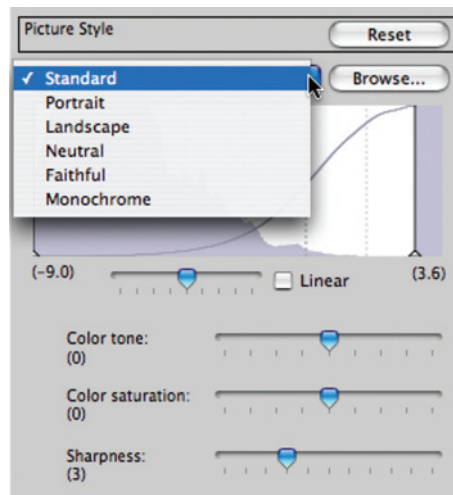 Picture Style
Reset
✓ Standard
Browse...
Portrait
Landscape
Neutral
Faithful
Monochrome
(-9.0)
Linear
(3.6)
Color tone:
(0)
Color saturation:
(0)
Sharpness:
(3)